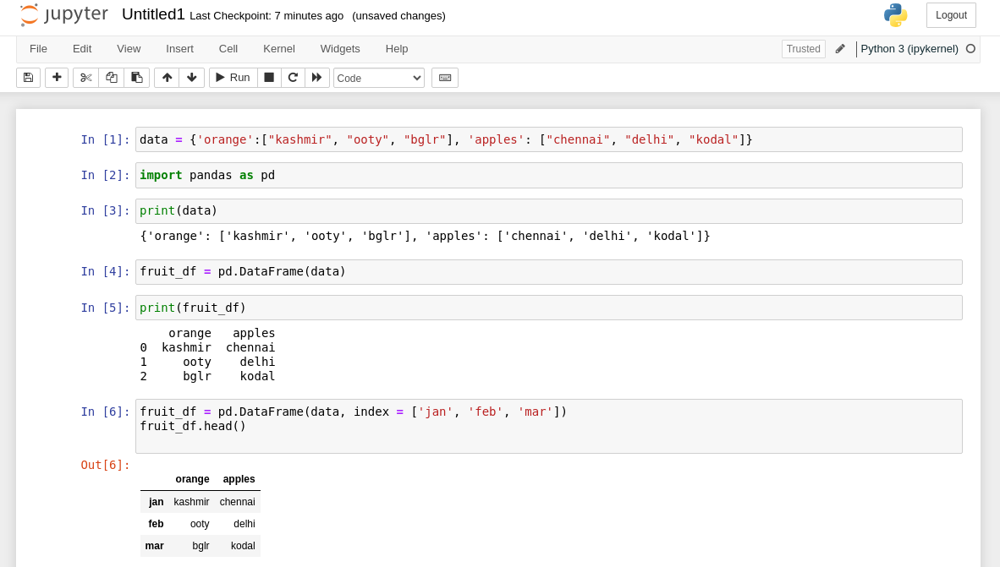 jupyter Untitled1 Last Checkpoint: 7 minutes ago (unsaved changes) Logout
File Edit View Insert Cell Kernel Widgets Help Trusted Python 3 (ipykernel)
Run Code
In [1]: data = {'orange':["kashmir", "ooty", "bglr"], 'apples': ["chennai", "delhi", "kodal"]}
In [2]: import pandas as pd
In [3]: print(data)
{'orange': ['kashmir', 'ooty', 'bglr'], 'apples': ['chennai', 'delhi', 'kodal']}
In [4]: fruit_df = pd.DataFrame(data)
In [5]: print(fruit_df)
orange apples
0 kashmir chennai
1 ooty delhi
2 bglr kodal
In [6]: fruit_df = pd.DataFrame(data, index = ['jan', 'feb', 'mar'])
fruit_df.head()
Out[6]:
orange apples
jan kashmir chennai
feb ooty delhi
mar bglr kodal